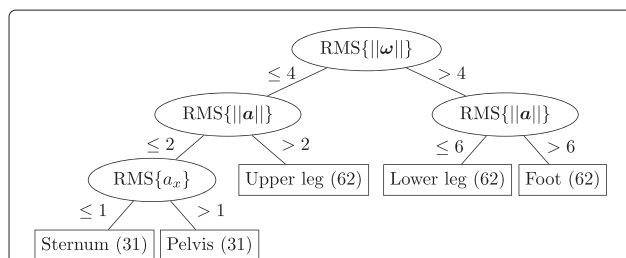 RMS{||ω||}
≤ 4 > 4
RMS{||a||} RMS{||a||}
≤ 2 > 2 ≤ 6 > 6
RMS{aₓ} Upper leg (62) Lower leg (62) Foot (62)
≤ 1 > 1
Sternum (31) Pelvis (31)